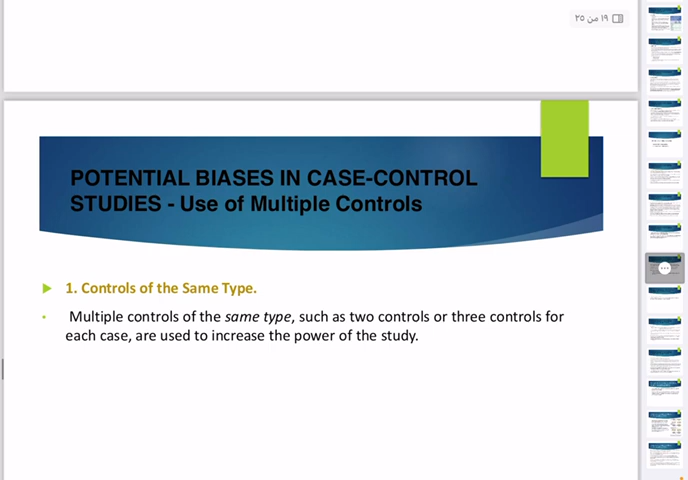 ١٩ من ٢٥
POTENTIAL BIASES IN CASE-CONTROL
STUDIES - Use of Multiple Controls
1. Controls of the Same Type.
Multiple controls of the same type, such as two controls or three controls for
each case, are used to increase the power of the study.